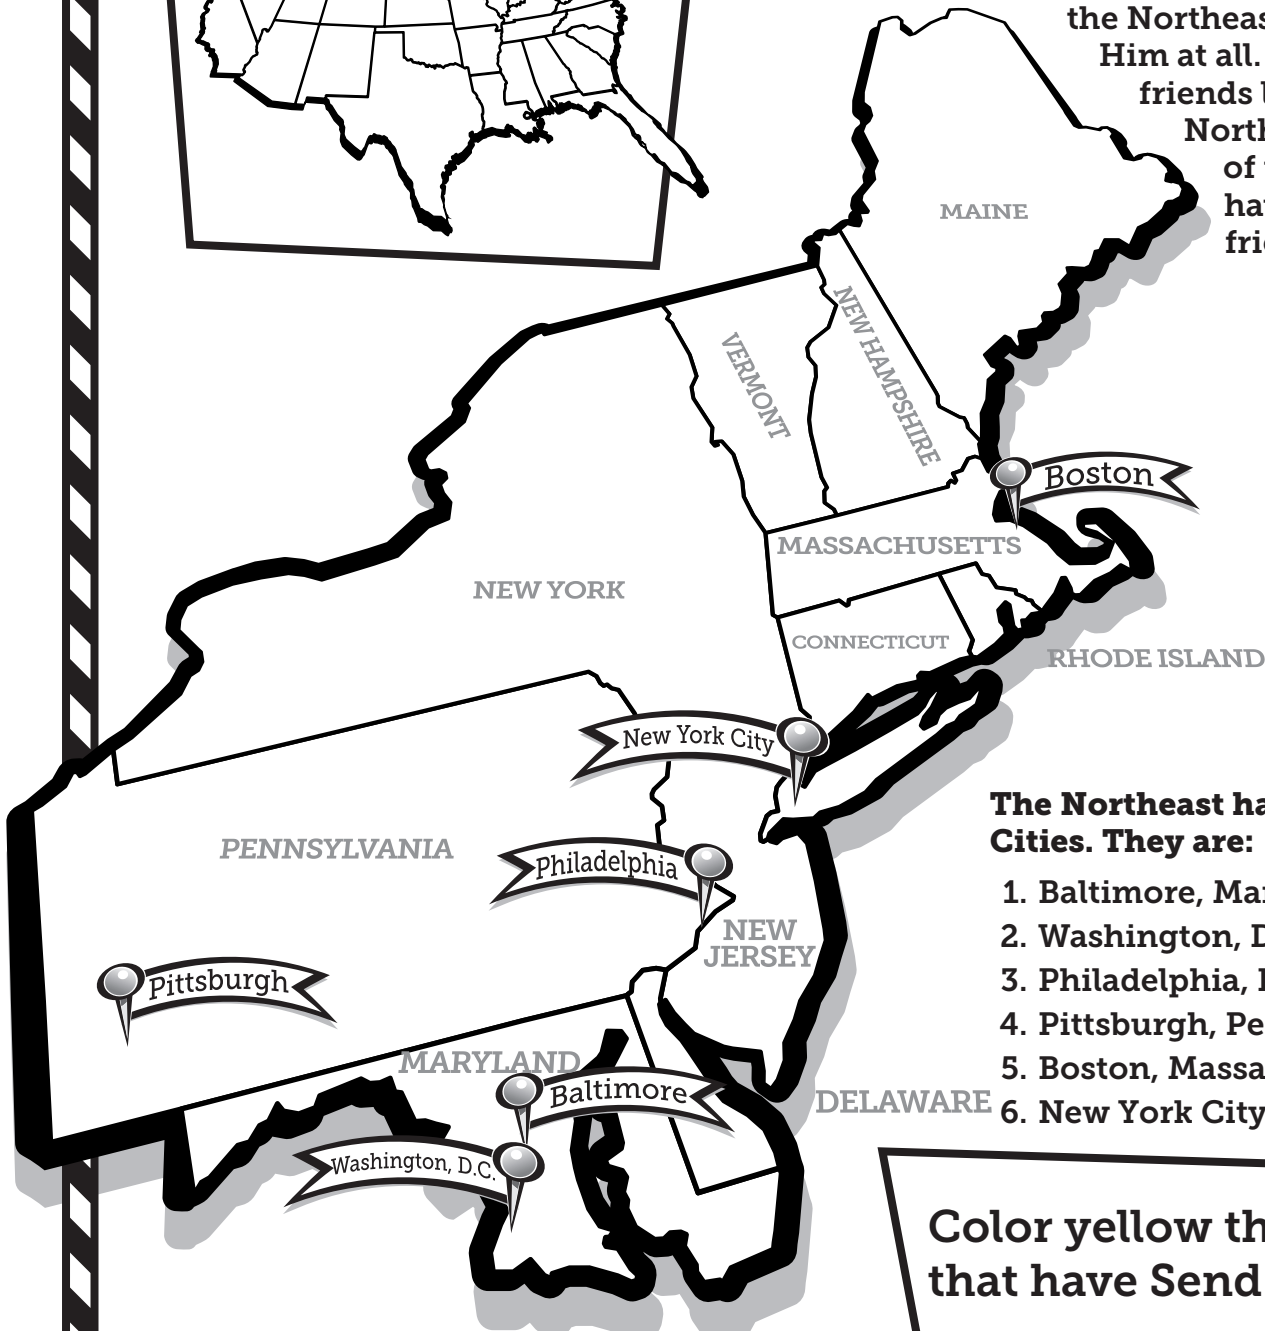 the Northeas
Him at all.
friends
North
of
ha
frie
MAINE
NEW HAMPSHIRE
VERMONT
Boston
MASSACHUSETTS
NEW YORK
CONNECTICUT
RHODE ISLAND
New York City
The Northeast ha
Cities. They are:
PENNSYLVANIA
Philadelphia
1. Baltimore, Mar
NEW
JERSEY
2. Washington, D
Pittsburgh
3. Philadelphia,
4. Pittsburgh, Pe
MARYLAND
5. Boston, Massa
Baltimore
DELAWARE
6. New York City
Washington, D.C.
Color yellow th
that have Send